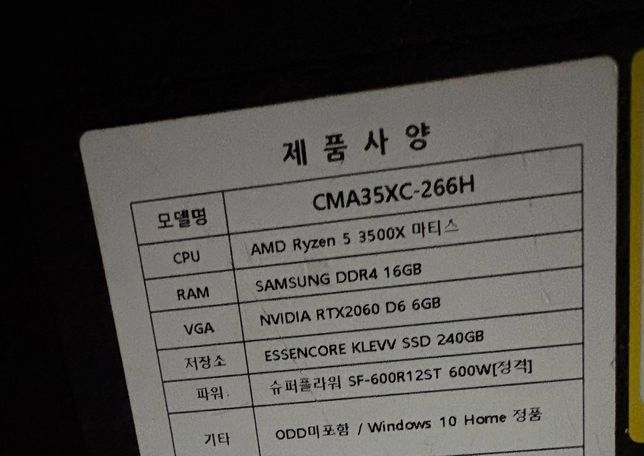 제품사양
모델명 CMA35XC-266H
CPU AMD Ryzen 5 3500X 마티스
RAM SAMSUNG DDR4 16GB
VGA NVIDIA RTX2060 D6 6GB
저장소 ESSENCORE KLEVV SSD 240GB
파워 슈퍼플라워 SF-600R12ST 600W[정격]
기타 ODD미포함 / Windows 10 Home 정품